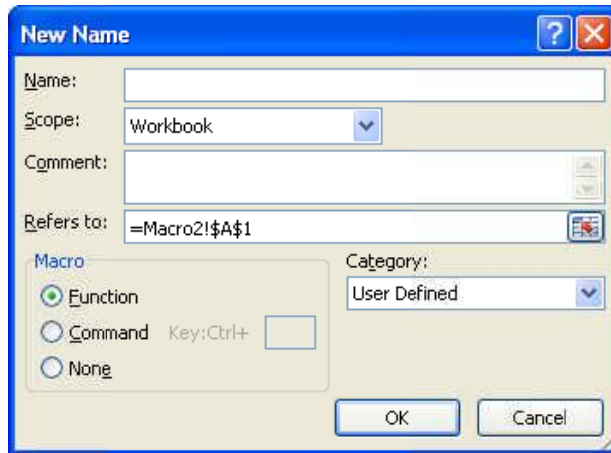 New Name
Name:
Scope: Workbook
Comment:
Refers to: =Macro2!$A$1
Macro
Function
Command Key:Ctrl+
None
Category:
User Defined
OK Cancel